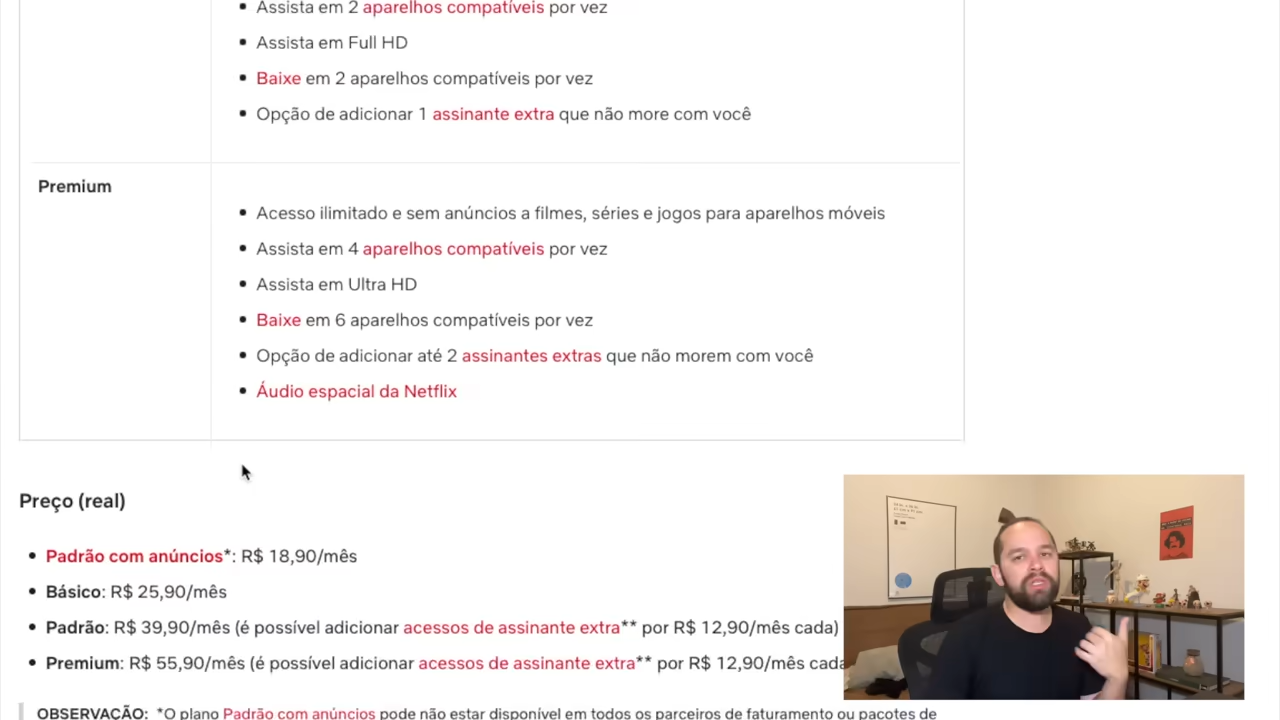 • Assista em 2 aparelhos compatíveis por vez
• Assista em Full HD
• Baixe em 2 aparelhos compatíveis por vez
• Opção de adicionar 1 assinante extra que não more com você
Premium
• Acesso ilimitado e sem anúncios a filmes, séries e jogos para aparelhos móveis
• Assista em 4 aparelhos compatíveis por vez
• Assista em Ultra HD
• Baixe em 6 aparelhos compatíveis por vez
• Opção de adicionar até 2 assinantes extras que não morem com você
• Áudio espacial da Netflix
Preço (real)
• Padrão com anúncios*: R$ 18,90/mês
• Básico: R$ 25,90/mês
• Padrão: R$ 39,90/mês (é possível adicionar acessos de assinante extra** por R$ 12,90/mês cada)
• Premium: R$ 55,90/mês (é possível adicionar acessos de assinante extra** por R$ 12,90/mês cada
OBSERVAÇÃO: *O plano Padrão com anúncios pode não estar disponível em todos os parceiros de faturamento ou pacotes de